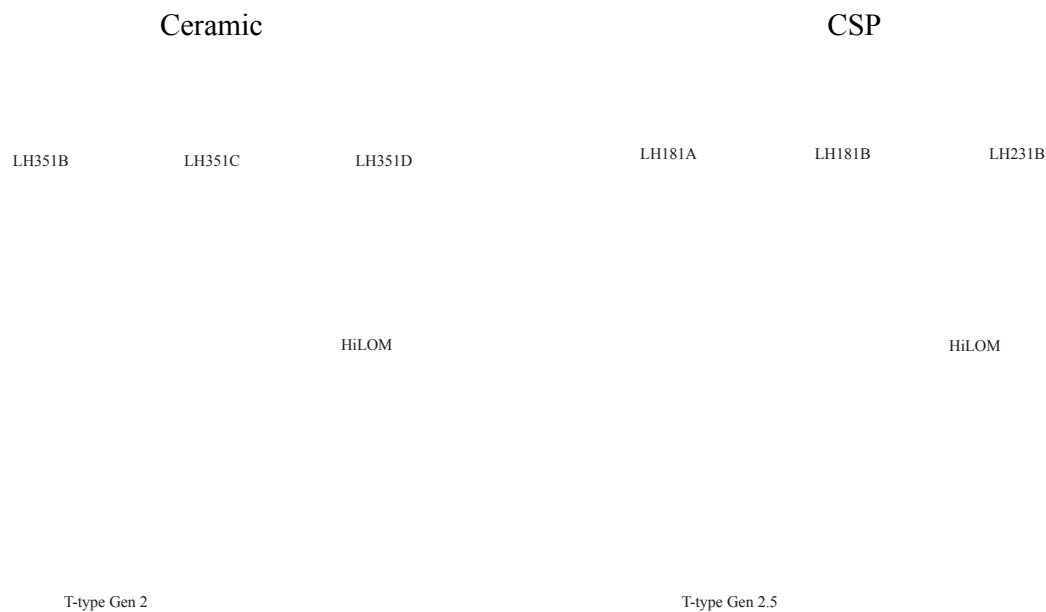 Ceramic
CSP
LH351B
LH351C
LH351D
LH181A
LH181B
LH231B
HiLOM
HiLOM
T-type Gen 2
T-type Gen 2.5